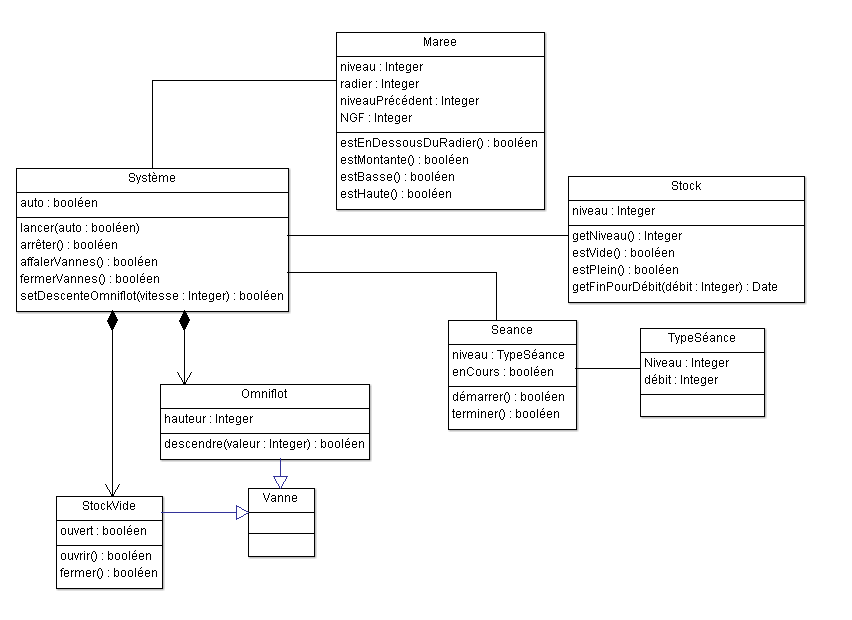 Maree
niveau : Integer
radier : Integer
niveauPrécédent : Integer
NGF : Integer
estEnDessousDuRadier() : booléen
estMontante() : booléen
estBasse() : booléen
estHaute() : booléen
Système
auto : booléen
lancer(auto : booléen)
arrêter() : booléen
affalerVannes() : booléen
fermerVannes() : booléen
setDescenteOmniflot(vitesse : Integer) : booléen
Stock
niveau : Integer
getNiveau() : Integer
estVide() : booléen
estPlein() : booléen
getFinPourDébit(débit : Integer) : Date
Seance
niveau : TypeSéance
enCours : booléen
démarrer() : booléen
terminer() : booléen
TypeSéance
Niveau : Integer
débit : Integer
Omniflot
hauteur : Integer
descendre(valeur : Integer) : booléen
StockVide
ouvert : booléen
ouvrir() : booléen
fermer() : booléen
Vanne